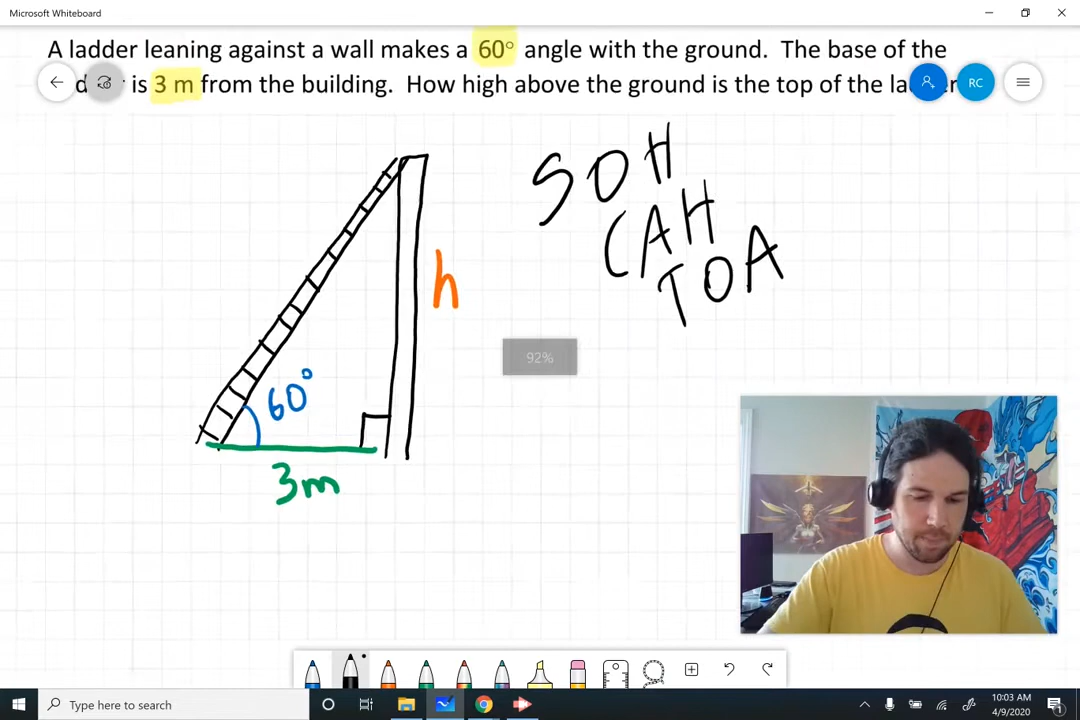 Microsoft Whiteboard
A ladder leaning against a wall makes a 60° angle with the ground. The base of the
is 3 m from the building. How high above the ground is the top of the
RC
SOH
CAH
TOA
h
92%
60°
3m
Type here to search
10:03 AM
4/9/2020
1